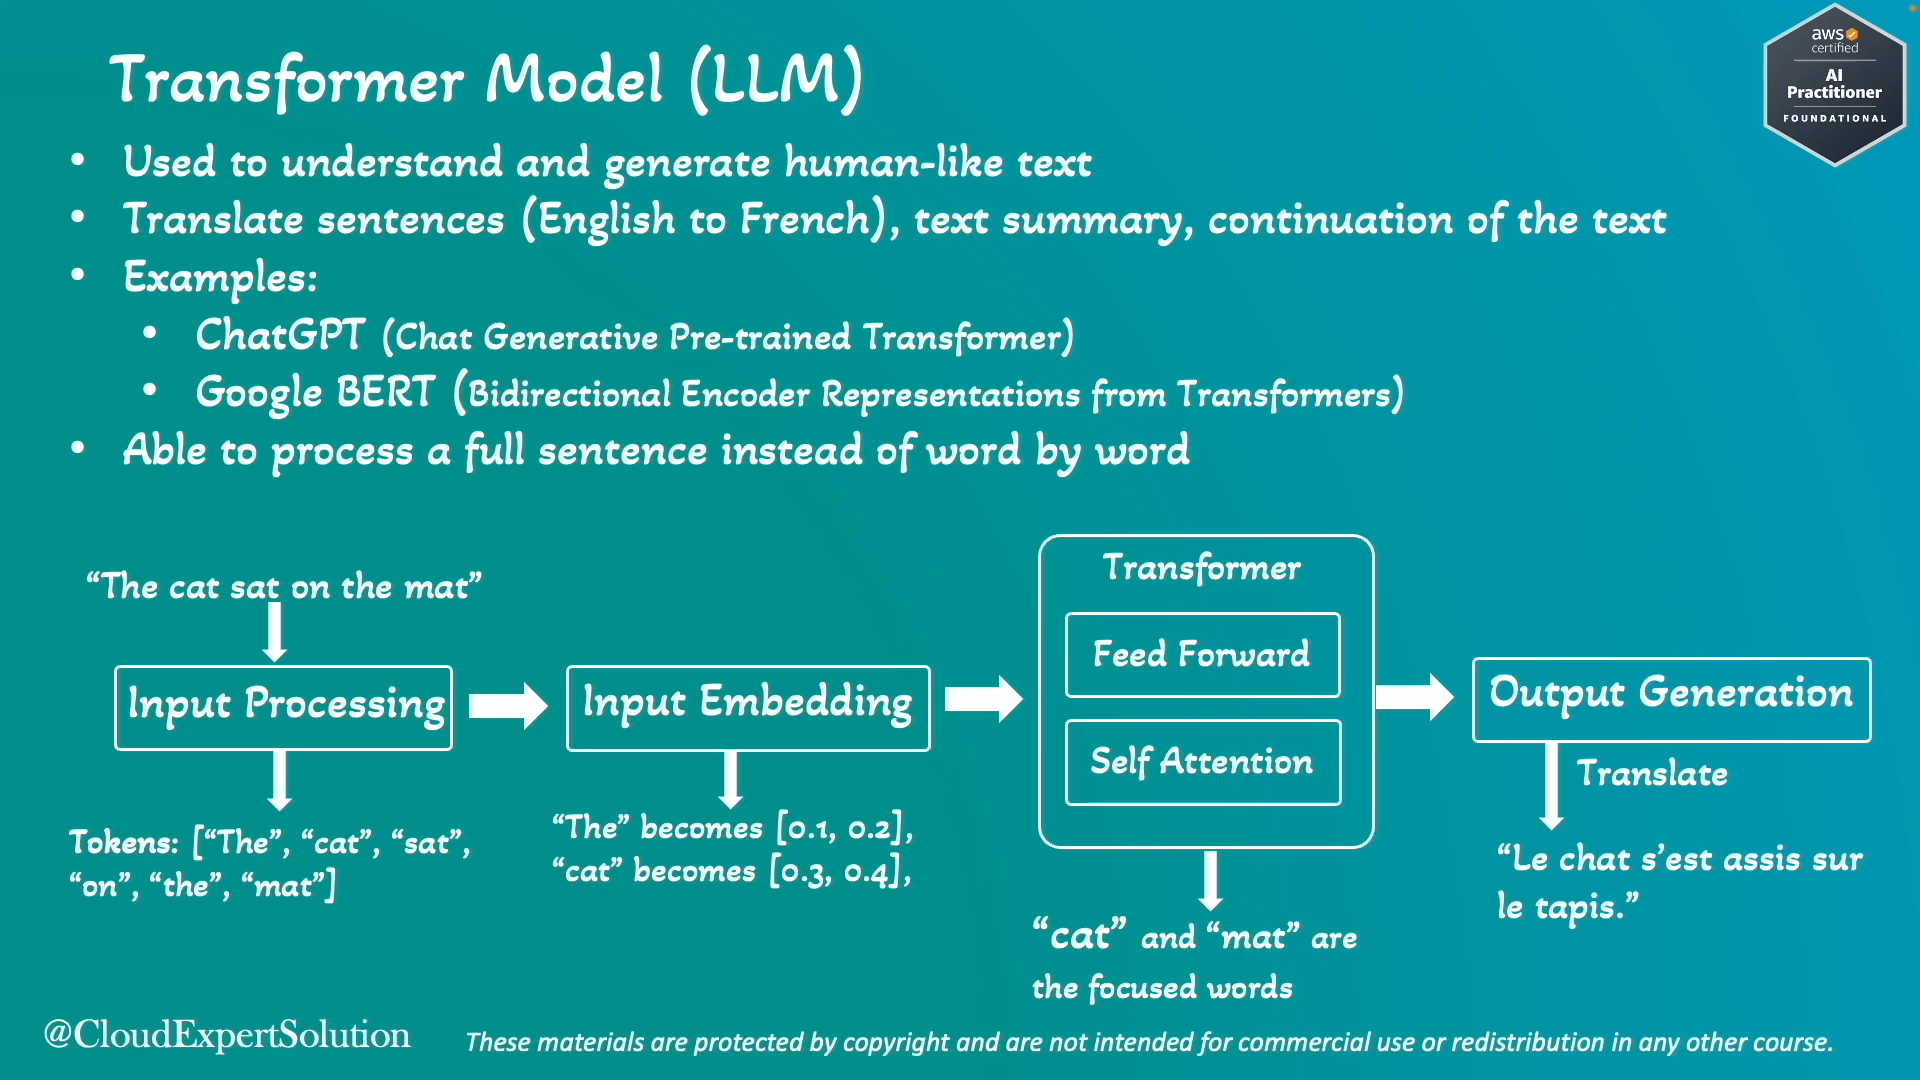 Transformer Model (LLM)
aws
certified
AI
Practitioner
FOUNDATIONAL
• Used to understand and generate human-like text
• Translate sentences (English to French), text summary, continuation of the text
• Examples:
• ChatGPT (Chat Generative Pre-trained Transformer)
• Google BERT (Bidirectional Encoder Representations from Transformers)
• Able to process a full sentence instead of word by word
“The cat sat on the mat”
Input Processing
Tokens: [“The”, “cat”, “sat”,
“on”, “the”, “mat”]
Input Embedding
“The” becomes [0.1, 0.2],
“cat” becomes [0.3, 0.4],
Transformer
Feed Forward
Self Attention
“cat” and “mat” are
the focused words
Output Generation
Translate
“Le chat s’est assis sur
le tapis.”
@CloudExpertSolution
These materials are protected by copyright and are not intended for commercial use or redistribution in any other course.